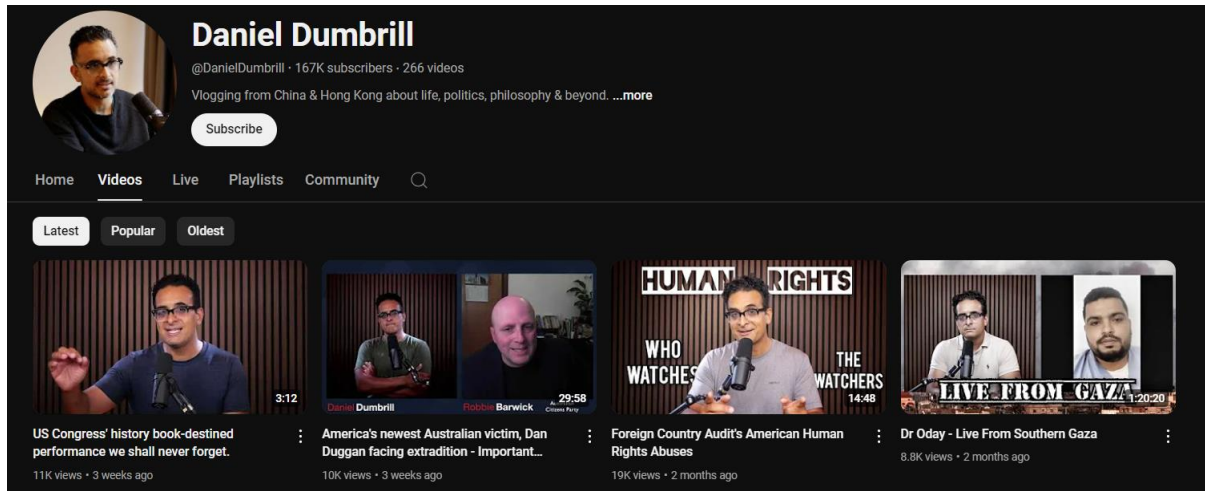 Daniel Dumbrill
@DanielDumbrill · 167K subscribers · 266 videos
Vlogging from China & Hong Kong about life, politics, philosophy & beyond. ...more
Subscribe
Home Videos Live Playlists Community
Latest Popular Oldest
3:12
Daniel Dumbrill
Robbie Barwick
Citizens Party
29:58
HUMAN RIGHTS
WHO WATCHES
THE WATCHERS
14:48
LIVE FROM GAZA
1:20:20
US Congress' history book-destined
performance we shall never forget.
11K views • 3 weeks ago
America's newest Australian victim, Dan
Duggan facing extradition - Important...
10K views • 3 weeks ago
Foreign Country Audit's American Human
Rights Abuses
19K views • 2 months ago
Dr Oday - Live From Southern Gaza
8.8K views • 2 months ago